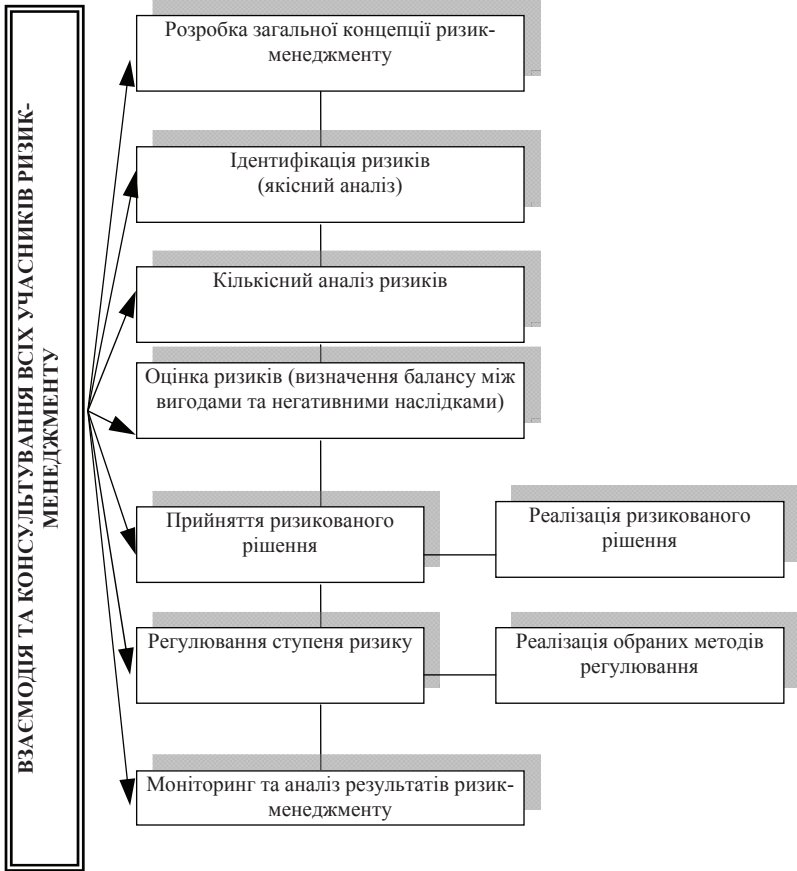 ВЗАЄМОДІЯ ТА КОНСУЛЬТУВАННЯ ВСІХ УЧАСНИКІВ РИЗИК-
МЕНЕДЖМЕНТУ
Розробка загальної концепції ризик-
менеджменту
Ідентифікація ризиків
(якісний аналіз)
Кількісний аналіз ризиків
Оцінка ризиків (визначення балансу між
вигодами та негативними наслідками)
Прийняття ризикованого
рішення
Реалізація ризикованого
рішення
Регулювання ступеня ризику
Реалізація обраних методів
регулювання
Моніторинг та аналіз результатів ризик-
менеджменту